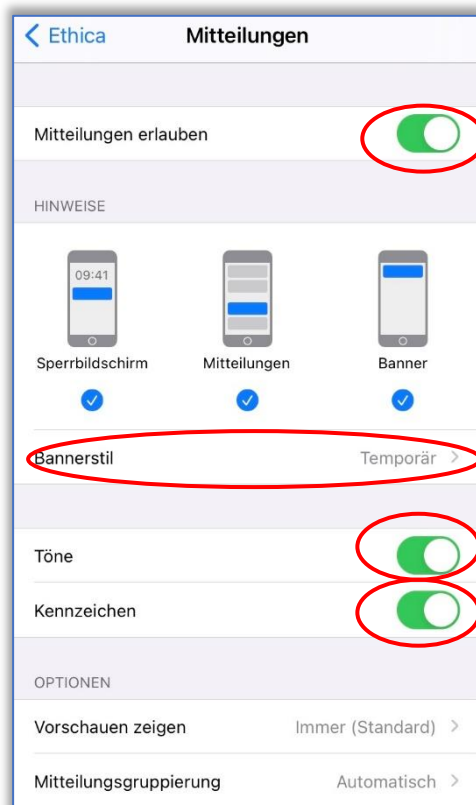 Ethica Mitteilungen
Mitteilungen erlauben
HINWEISE
09:41
Sperrbildschirm Mitteilungen Banner
Bannerstil Temporär
Töne
Kennzeichen
OPTIONEN
Vorschauen zeigen Immer (Standard)
Mitteilungsgruppierung Automatisch